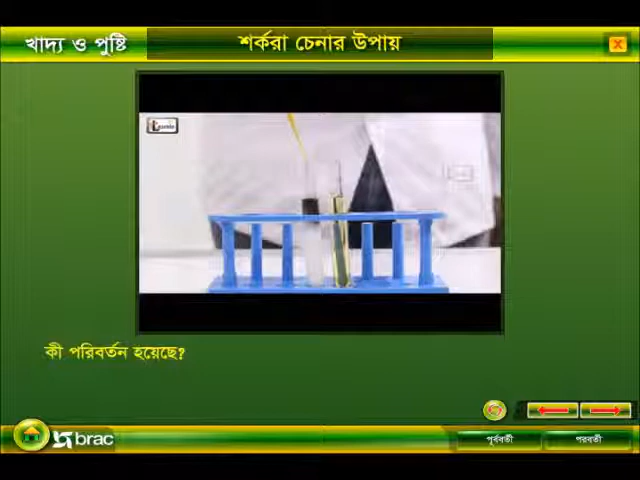 খাদ্য ও পুষ্টি
শর্করা চেনার উপায়
কী পরিবর্তন হয়েছে?
brac
পূর্ববর্তী
পরবর্তী